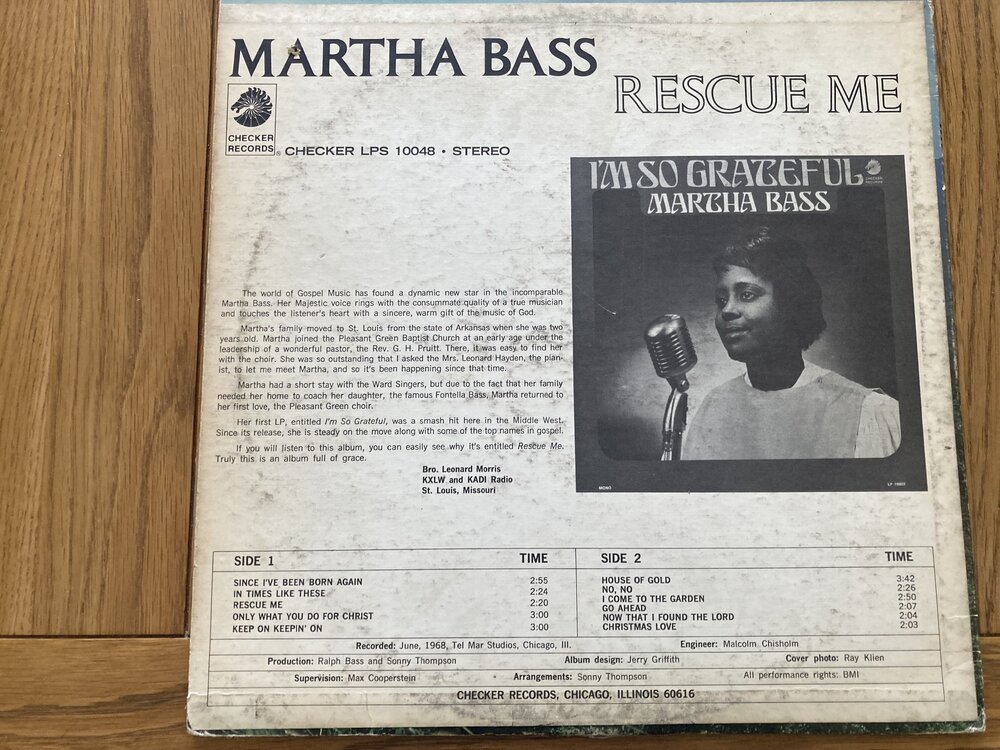 MARTHA BASS
RESCUE ME
CHECKER
RECORDS ®
CHECKER LPS 10048 • STEREO
I'M SO GRATEFUL
CHECKER
RECORDS
MARTHA BASS
The world of Gospel Music has found a dynamic new star in the incomparable
Martha Bass. Her Majestic voice rings with the consummate quality of a true musician
and touches the listener's heart with a sincere, warm gift of the music of God.
Martha's family moved to St. Louis from the state of Arkansas when she was two
years old. Martha joined the Pleasant Green Baptist Church at an early age under the
leadership of a wonderful pastor, the Rev. G. H. Pruitt. There, it was easy to find her
with the choir. She was so outstanding that I asked the Mrs. Leonard Hayden, the pian-
ist, to let me meet Martha, and so it's been happening since that time.
Martha had a short stay with the Ward Singers, but due to the fact that her family
needed her home to coach her daughter, the famous Fontella Bass, Martha returned to
her first love, the Pleasant Green choir.
Her first LP, entitled I'm So Grateful, was a smash hit here in the Middle West.
Since its release, she is steady on the move along with some of the top names in gospel.
If you will listen to this album, you can easily see why it's entitled Rescue Me.
Truly this is an album full of grace.
Bro. Leonard Morris
KXLW and KADI Radio
St. Louis, Missouri
MONO
SIDE 1 TIME
SINCE I'VE BEEN BORN AGAIN 2:55
IN TIMES LIKE THESE 2:24
RESCUE ME 2:20
ONLY WHAT YOU DO FOR CHRIST 3:00
KEEP ON KEEPIN' ON 3:00
SIDE 2 TIME
HOUSE OF GOLD 3:42
NO, NO 2:26
I COME TO THE GARDEN 2:50
GO AHEAD 2:07
NOW THAT I FOUND THE LORD 2:04
CHRISTMAS LOVE 2:03
Recorded: June, 1968, Tel Mar Studios, Chicago, Ill. Engineer: Malcolm Chisholm
Production: Ralph Bass and Sonny Thompson Album design: Jerry Griffith Cover photo: Ray Klien
Supervision: Max Cooperstein Arrangements: Sonny Thompson All performance rights: BMI
CHECKER RECORDS, CHICAGO, ILLINOIS 60616